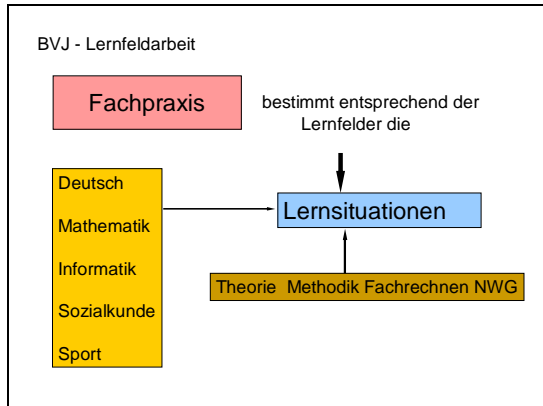 BVJ - Lernfeldarbeit
Fachpraxis
bestimmt entsprechend der
Lernfelder die
Deutsch
Mathematik
Informatik
Sozialkunde
Sport
Lernsituationen
Theorie Methodik Fachrechnen NWG